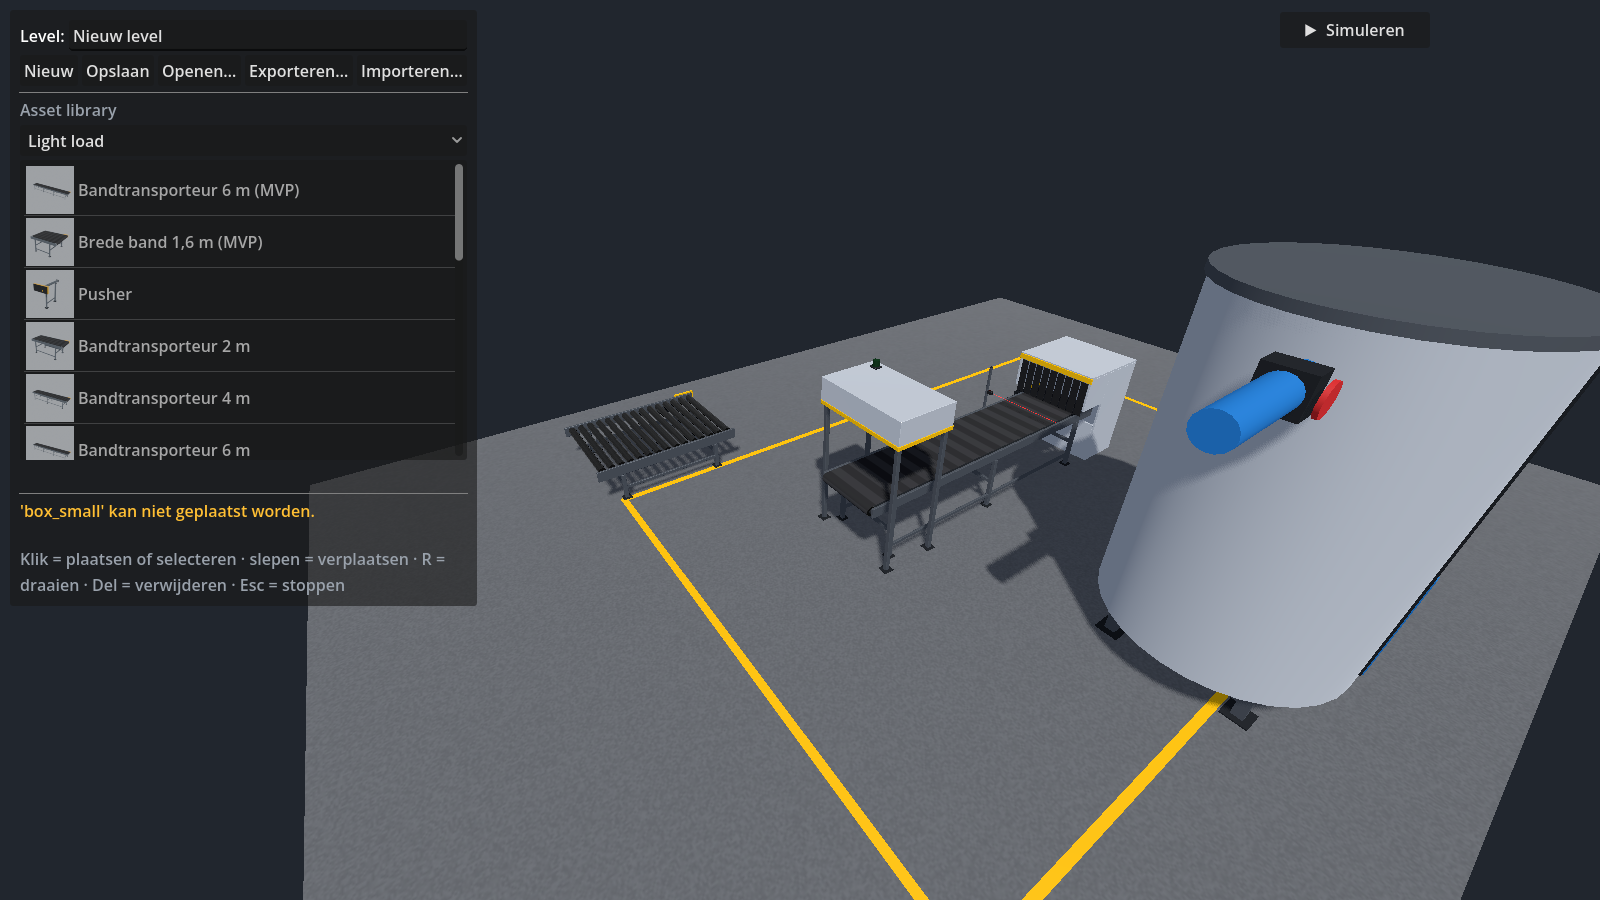 Level: Nieuw level
Nieuw Opslaan Openen... Exporteren... Importeren...
Asset library
Light load
Bandtransporteur 6 m (MVP)
Brede band 1,6 m (MVP)
Pusher
Bandtransporteur 2 m
Bandtransporteur 4 m
Bandtransporteur 6 m
'box_small' kan niet geplaatst worden.
Klik = plaatsen of selecteren · slepen = verplaatsen · R =
draaien · Del = verwijderen · Esc = stoppen
Simuleren